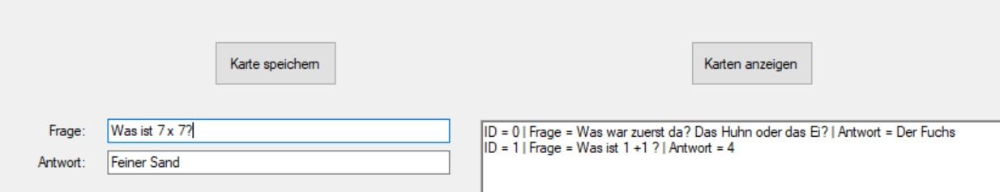 Karte speichern
Karten anzeigen
Frage:
Was ist 7 x 7?
Antwort:
Feiner Sand
ID = 0 | Frage = Was war zuerst da? Das Huhn oder das Ei? | Antwort = Der Fuchs
ID = 1 | Frage = Was ist 1 +1 ? | Antwort = 4